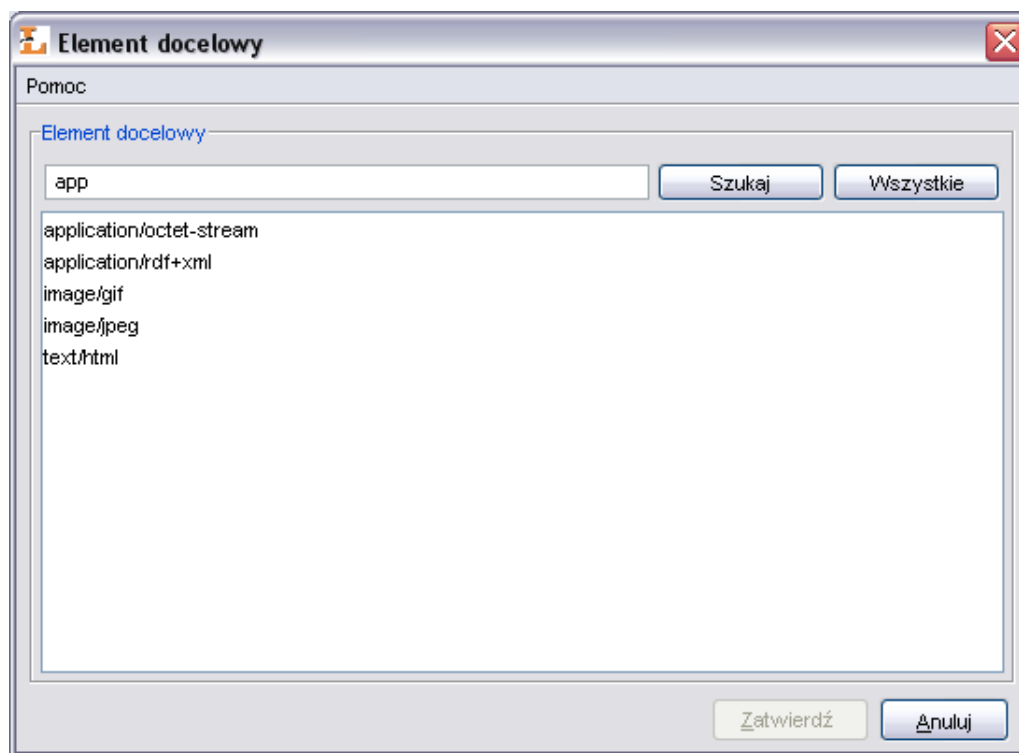 Element docelowy
Pomoc
Element docelowy
app Szukaj Wszystkie
application/octet-stream
application/rdf+xml
image/gif
image/jpeg
text/html
Zatwierdź Anuluj